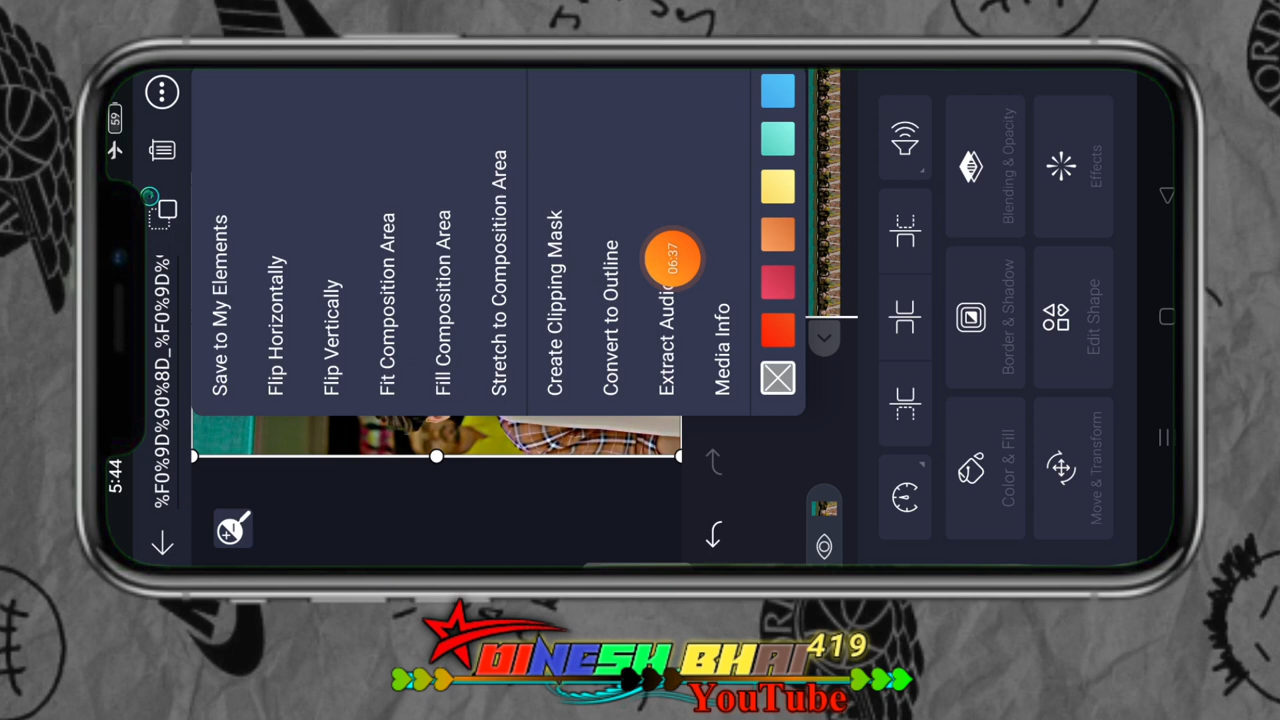 5:44
59
%F0%9D%90%8D_%F0%9D%
Save to My Elements
Flip Horizontally
Flip Vertically
Fit Composition Area
Fill Composition Area
Stretch to Composition Area
Create Clipping Mask
Convert to Outline
Extract Audio
06:37
Media Info
Color & Fill
Border & Shadow
Blending & Opacity
Move & Transform
Edit Shape
Effects
DINESH BHAI 419
YouTube